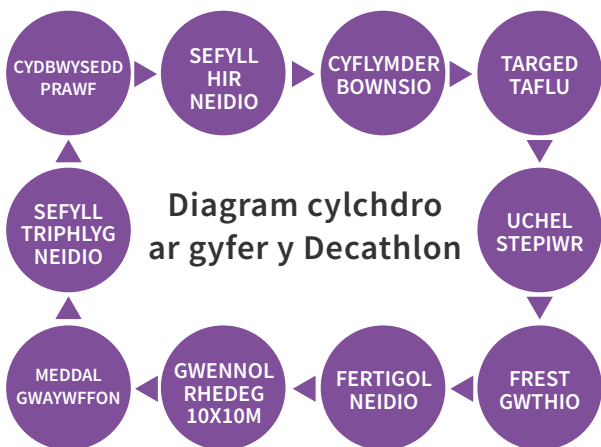 CYDBWYSEDD
PRAWF
SEFYLL
HIR
NEIDIO
CYFLYMDER
BOWNSIO
TARGED
TAFLU
UCHEL
STEPIWR
FREST
GWTHIO
FERTIGOL
NEIDIO
GWENNOL
RHEDEG
10X10M
MEDDAL
GWAYWFFON
SEFYLL
TRIPHLYG
NEIDIO
Diagram cylchdro
ar gyfer y Decathlon